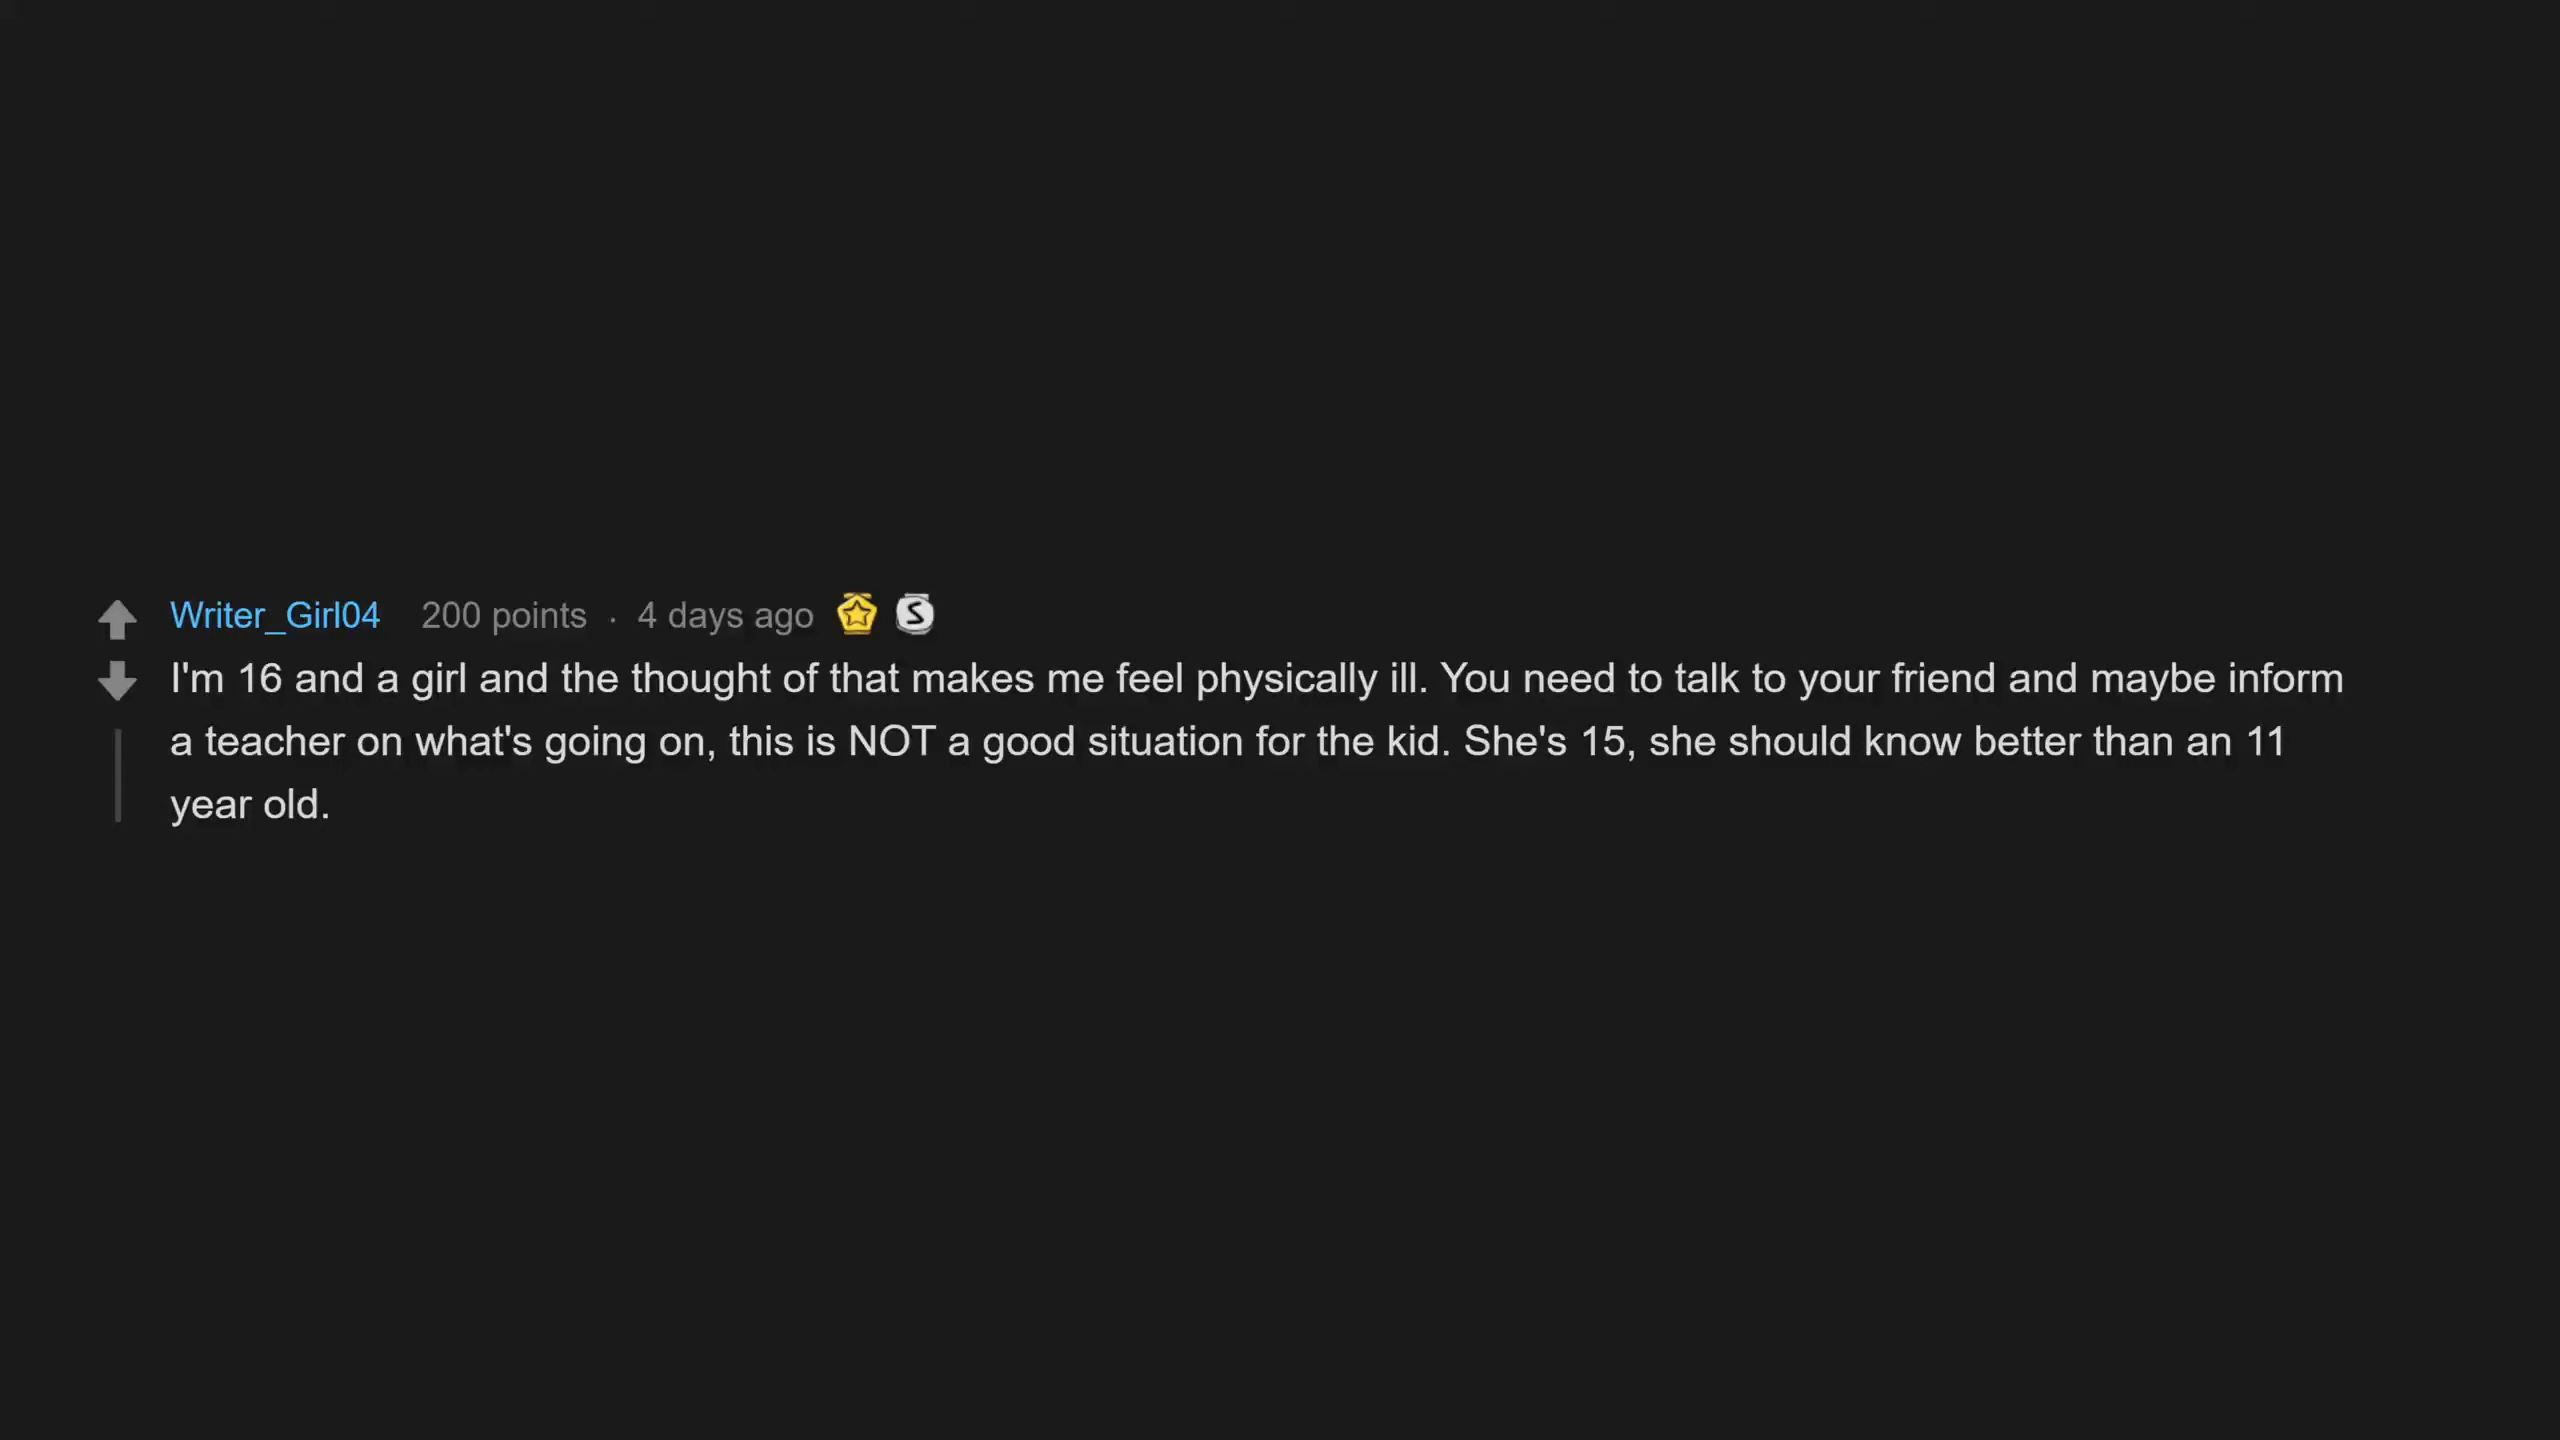 Writer_Girl04 200 points · 4 days ago
I'm 16 and a girl and the thought of that makes me feel physically ill. You need to talk to your friend and maybe inform
a teacher on what's going on, this is NOT a good situation for the kid. She's 15, she should know better than an 11
year old.